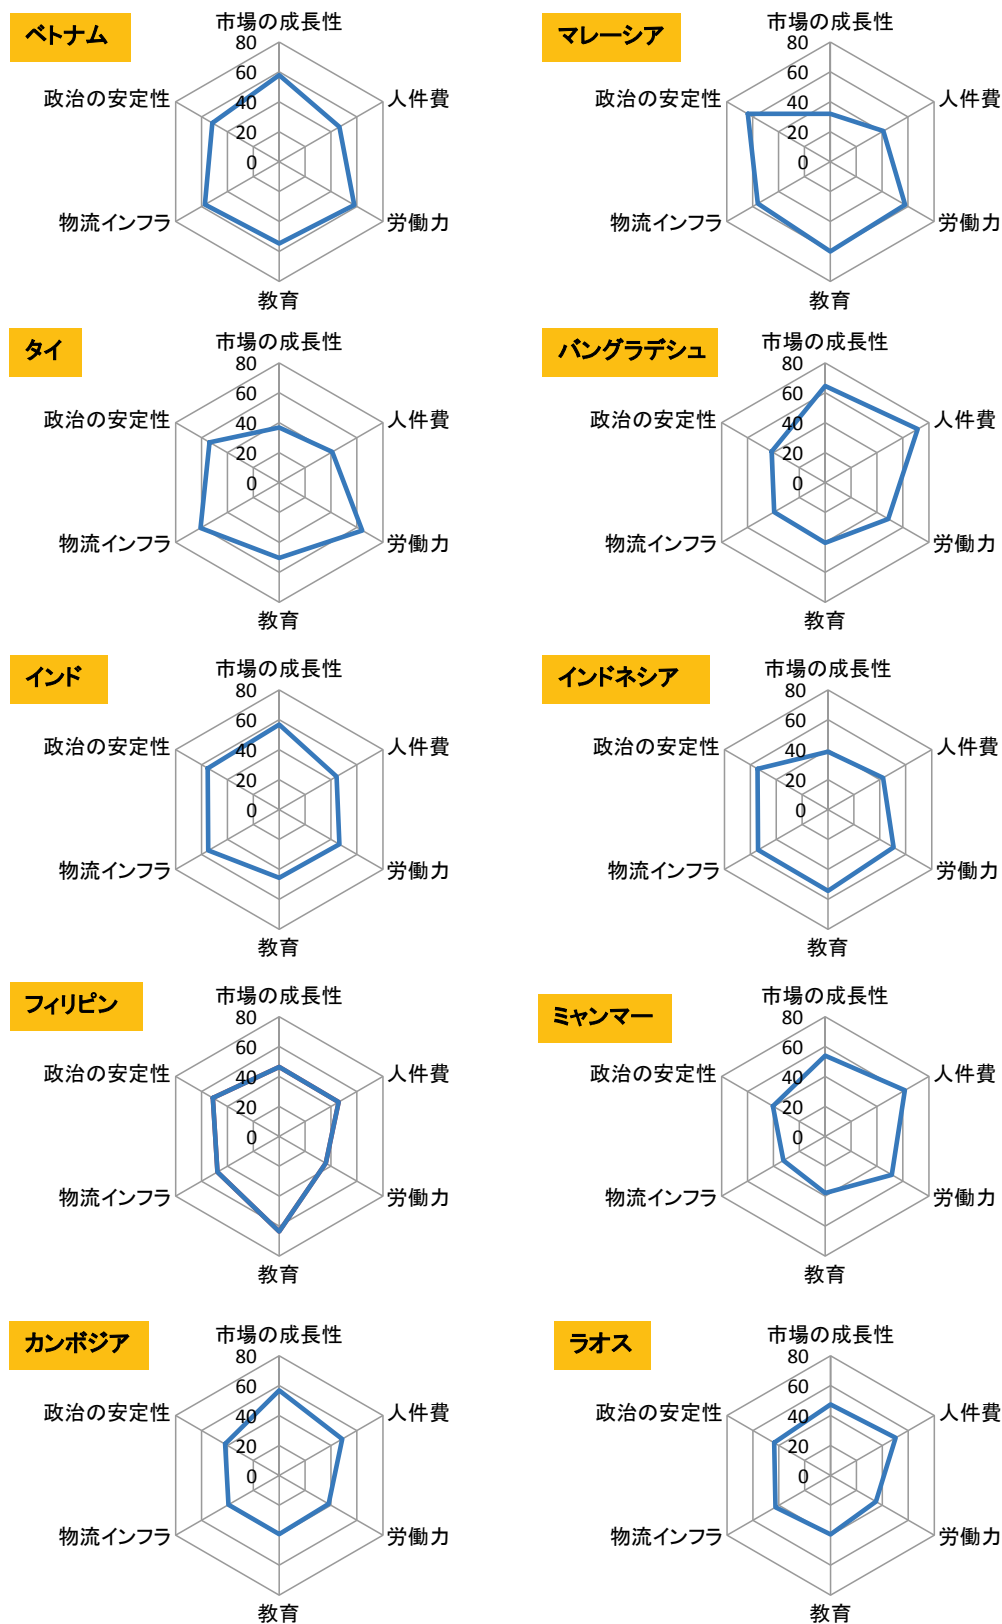 ベトナム
市場の成長性
80
60
40
20
0
人件費
労働力
教育
物流インフラ
政治の安定性
マレーシア
市場の成長性
80
60
40
20
0
人件費
労働力
教育
物流インフラ
政治の安定性
タイ
市場の成長性
80
60
40
20
0
人件費
労働力
教育
物流インフラ
政治の安定性
バングラデシュ
市場の成長性
80
60
40
20
0
人件費
労働力
教育
物流インフラ
政治の安定性
インド
市場の成長性
80
60
40
20
0
人件費
労働力
教育
物流インフラ
政治の安定性
インドネシア
市場の成長性
80
60
40
20
0
人件費
労働力
教育
物流インフラ
政治の安定性
フィリピン
市場の成長性
80
60
40
20
0
人件費
労働力
教育
物流インフラ
政治の安定性
ミャンマー
市場の成長性
80
60
40
20
0
人件費
労働力
教育
物流インフラ
政治の安定性
カンボジア
市場の成長性
80
60
40
20
0
人件費
労働力
教育
物流インフラ
政治の安定性
ラオス
市場の成長性
80
60
40
20
0
人件費
労働力
教育
物流インフラ
政治の安定性